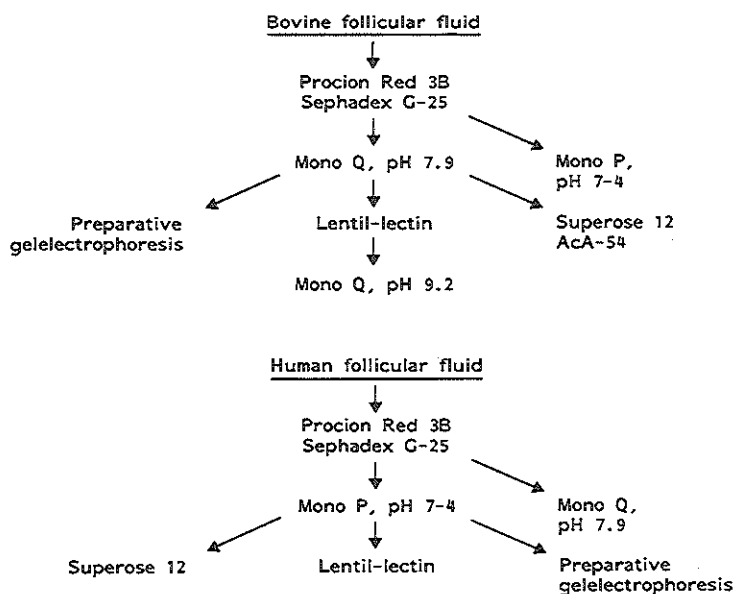 Bovine follicular fluid
Procion Red 3B
Sephadex G-25
Mono Q, pH 7.9
Mono P,
pH 7-4
Preparative
gelelectrophoresis
Lentil-lectin
Superose 12
AcA-54
Mono Q, pH 9.2
Human follicular fluid
Procion Red 3B
Sephadex G-25
Mono P, pH 7-4
Mono Q,
pH 7.9
Superose 12
Lentil-lectin
Preparative
gelelectrophoresis